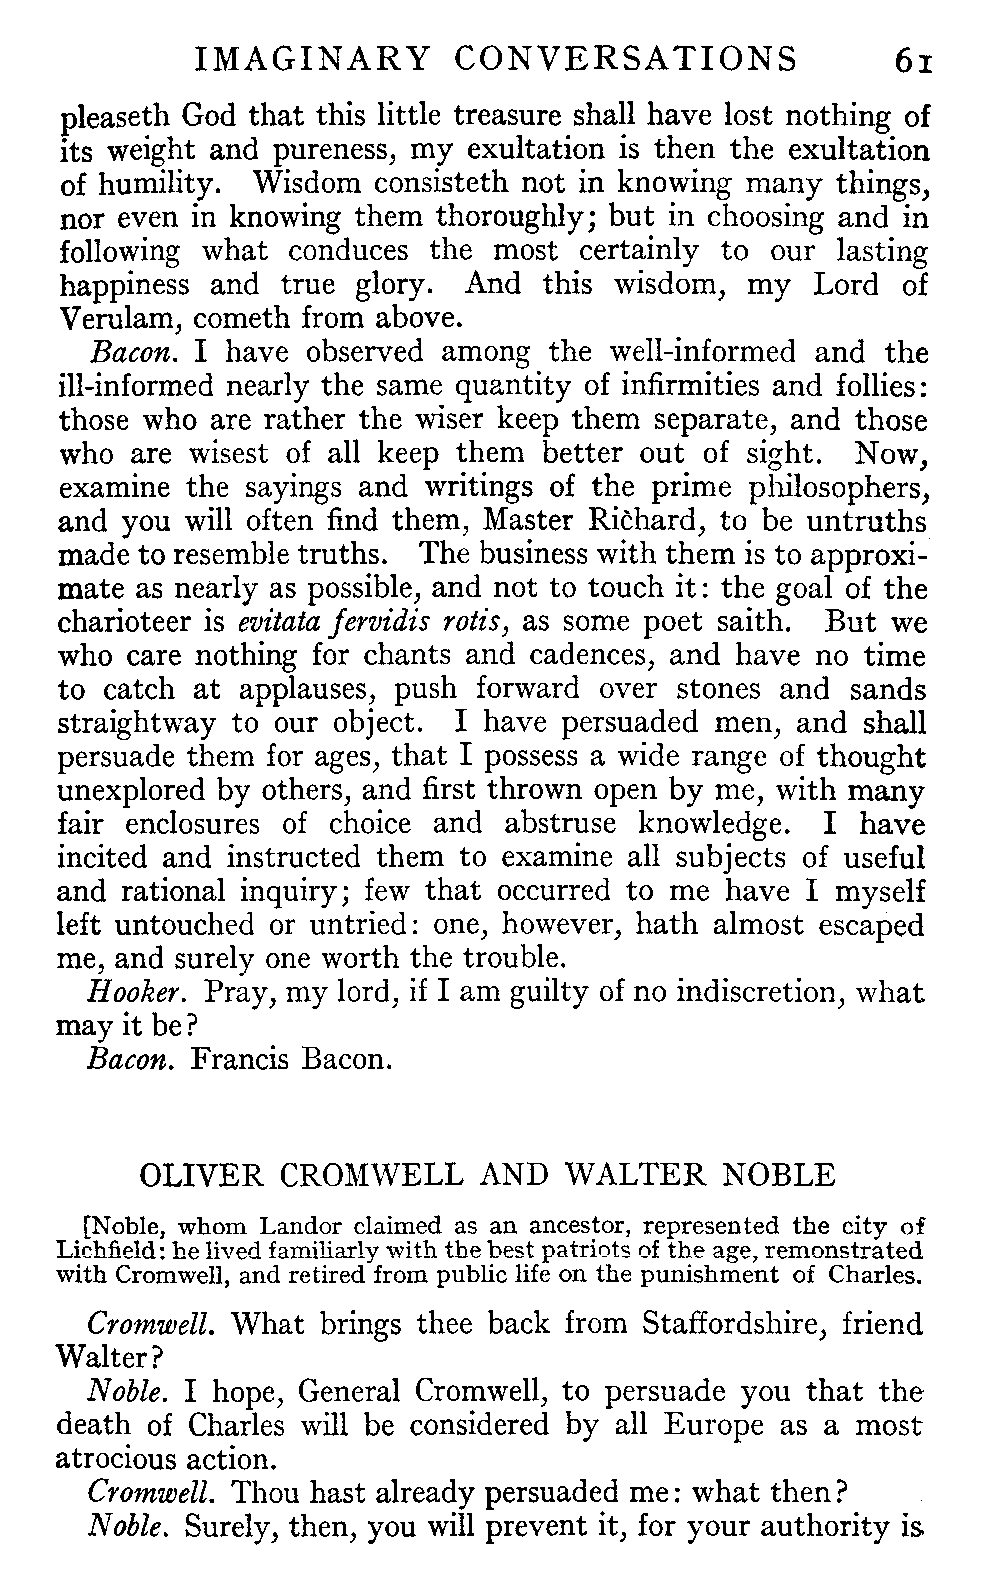 IMAGINARY CONVERSATIONS 61
pleaseth God that this little treasure shall have lost nothing of
its weight and pureness, my exultation is then the exultation
of humility. Wisdom consisteth not in knowing many things,
nor even in knowing them thoroughly; but in choosing and in
following what conduces the most certainly to our lasting
happiness and true glory. And this wisdom, my Lord of
Verulam, cometh from above.
Bacon. I have observed among the well-informed and the
ill-informed nearly the same quantity of infirmities and follies:
those who are rather the wiser keep them separate, and those
who are wisest of all keep them better out of sight. Now,
examine the sayings and writings of the prime philosophers,
and you will often find them, Master Richard, to be untruths
made to resemble truths. The business with them is to approxi-
mate as nearly as possible, and not to touch it: the goal of the
charioteer is evitata fervidis rotis, as some poet saith. But we
who care nothing for chants and cadences, and have no time
to catch at applauses, push forward over stones and sands
straightway to our object. I have persuaded men, and shall
persuade them for ages, that I possess a wide range of thought
unexplored by others, and first thrown open by me, with many
fair enclosures of choice and abstruse knowledge. I have
incited and instructed them to examine all subjects of useful
and rational inquiry; few that occurred to me have I myself
left untouched or untried: one, however, hath almost escaped
me, and surely one worth the trouble.
Hooker. Pray, my lord, if I am guilty of no indiscretion, what
may it be?
Bacon. Francis Bacon.
OLIVER CROMWELL AND WALTER NOBLE
[Noble, whom Landor claimed as an ancestor, represented the city of
Lichfield: he lived familiarly with the best patriots of the age, remonstrated
with Cromwell, and retired from public life on the punishment of Charles.
Cromwell. What brings thee back from Staffordshire, friend
Walter?
Noble. I hope, General Cromwell, to persuade you that the
death of Charles will be considered by all Europe as a most
atrocious action.
Cromwell. Thou hast already persuaded me: what then?
Noble. Surely, then, you will prevent it, for your authority is